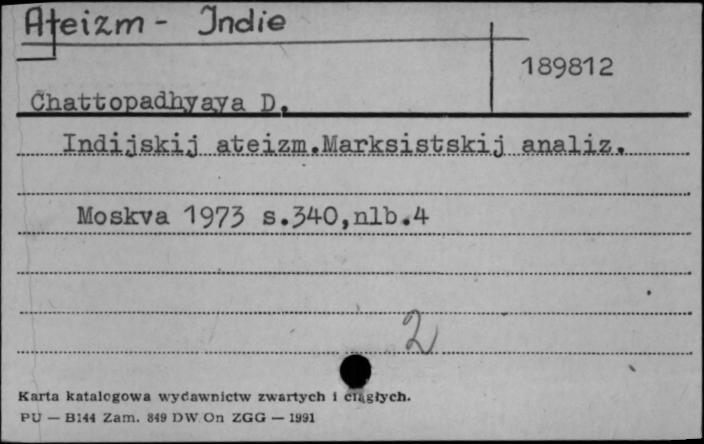 Ateizm - Indie
189812
Chattopadhyaya D.
Indijskij ateizm.Marksistskij analiz.
Moskva 1973 s.340,nlb.4
2
Karta katalogowa wydawnictw zwartych i ciągłych.
PU — B144 Zam. 849 DW.On ZGG — 1991